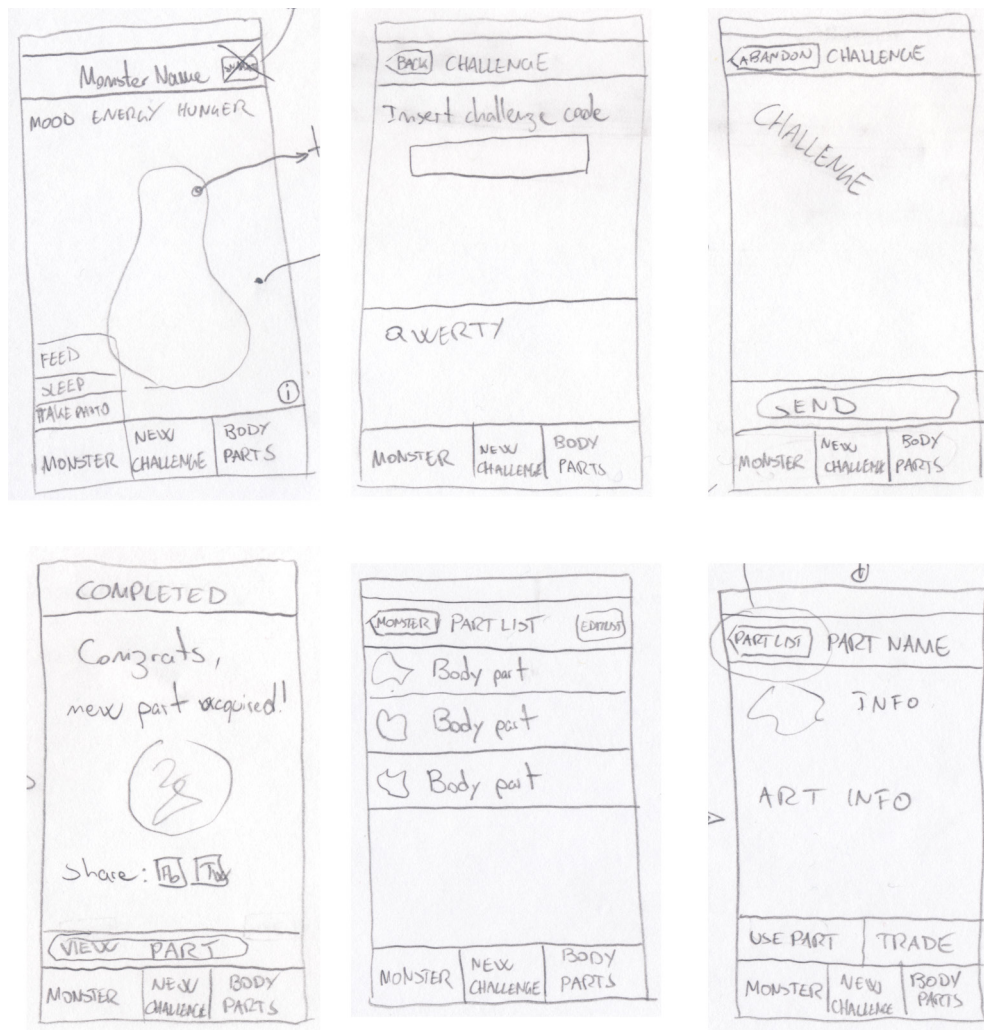 Monster Name
MOOD ENERGY HUNGER
FEED
SLEEP
TAKE PHOTO
i
MONSTER
NEW
CHALLENGE
BODY
PARTS
BACK CHALLENGE
Insert challenge code
QWERTY
MONSTER
NEW
CHALLENGE
BODY
PARTS
ABANDON CHALLENGE
CHALLENGE
SEND
MONSTER
NEW
CHALLENGE
BODY
PARTS
COMPLETED
Congrats,
new part acquired!
Share: Fb
VIEW PART
MONSTER
NEW
CHALLENGE
BODY
PARTS
MONSTER PART LIST
Body part
Body part
Body part
MONSTER
NEW
CHALLENGE
BODY
PARTS
PART LIST PART NAME
INFO
ART INFO
USE PART TRADE
MONSTER
NEW
CHALLENGE
BODY
PARTS